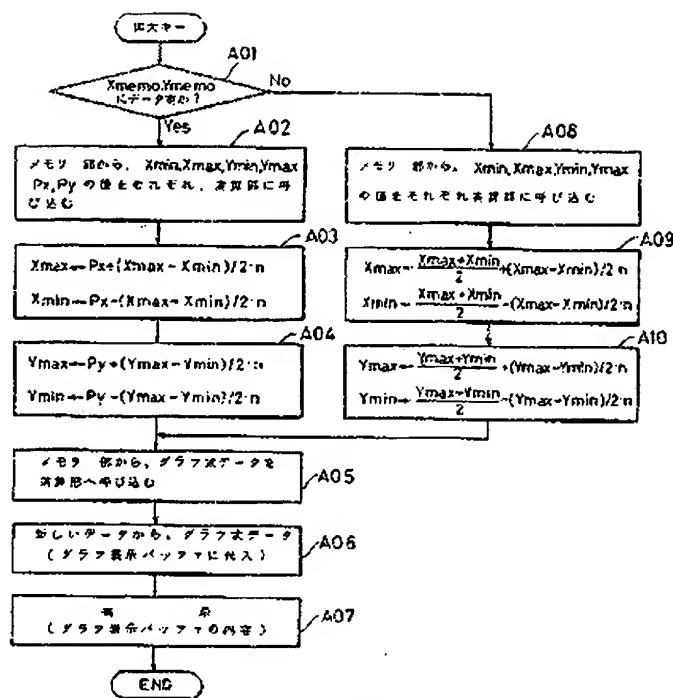 拡大キー
A01
Xmemo,Ymemo
にデータ有か?
No
Yes
A02
メモリ部から、Xmin,Xmax,Ymin,Ymax
Px,Pyの値をそれぞれ、演算部に呼
び込む
A03
Xmax←Px+(Xmax-Xmin)/2·n
Xmin←Px-(Xmax-Xmin)/2·n
A04
Ymax←Py+(Ymax-Ymin)/2·n
Ymin←Py-(Ymax-Ymin)/2·n
A08
メモリ部から、Xmin,Xmax,Ymin,Ymax
の値をそれぞれ演算部に呼び込む
A09
Xmax←(Xmax+Xmin)/2+(Xmax-Xmin)/2·n
Xmin←(Xmax+Xmin)/2-(Xmax-Xmin)/2·n
A10
Ymax←(Ymax+Ymin)/2+(Ymax-Ymin)/2·n
Ymin←(Ymax-Ymin)/2-(Ymax-Ymin)/2·n
メモリ部から、グラフ式データを
演算部へ呼び込む
A05
新しいデータから、グラフ式データ
(グラフ表示バッファに代入)
A06
表示
(グラフ表示バッファの内容)
A07
END